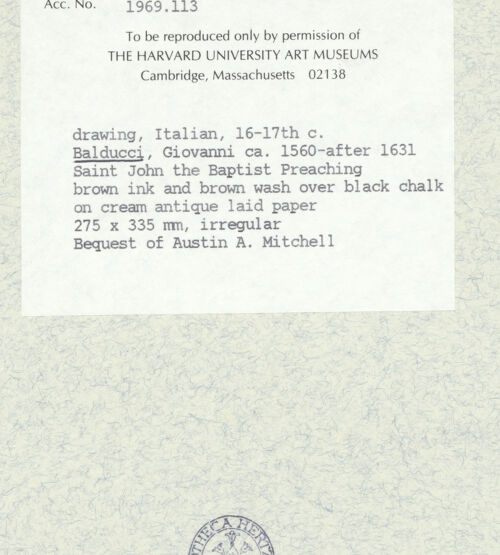 Acc. No. 1969.113
To be reproduced only by permission of
THE HARVARD UNIVERSITY ART MUSEUMS
Cambridge, Massachusetts 02138
drawing, Italian, 16-17th c.
Balducci, Giovanni ca. 1560-after 1631
Saint John the Baptist Preaching
brown ink and brown wash over black chalk
on cream antique laid paper
275 x 335 mm, irregular
Bequest of Austin A. Mitchell